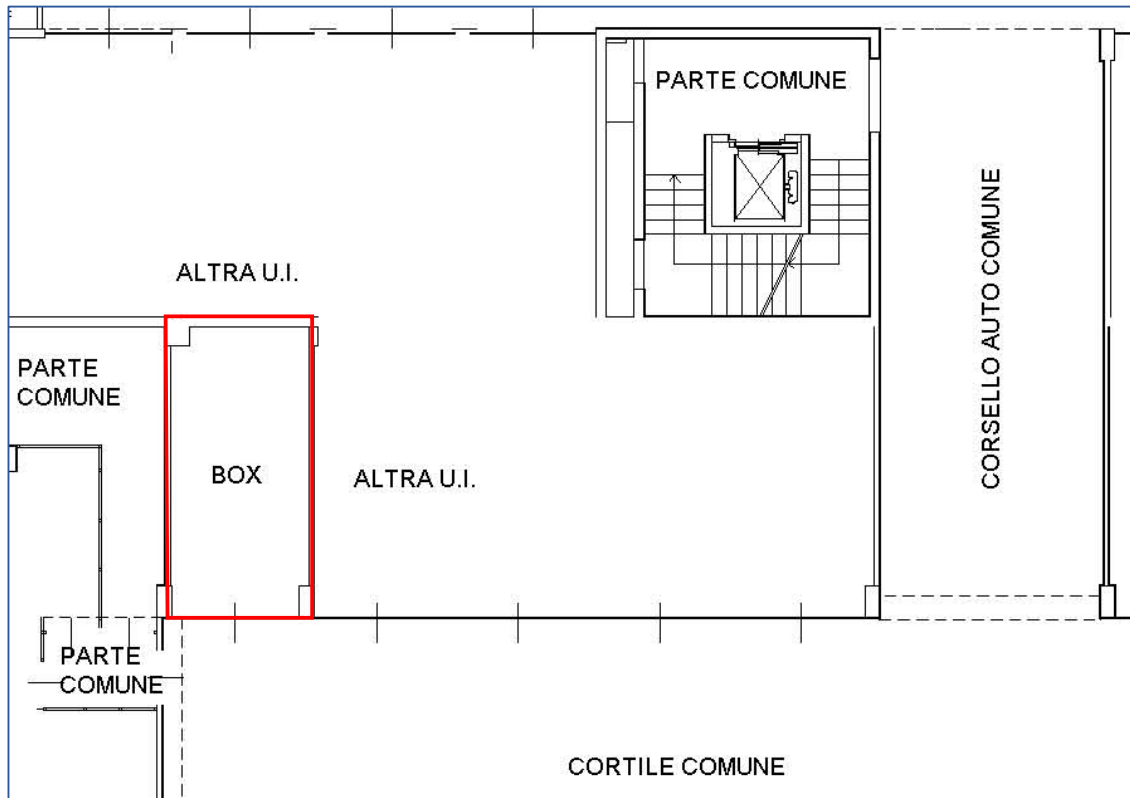 PARTE COMUNE
ALTRA U.I.
CORSELLO AUTO COMUNE
PARTE
COMUNE
BOX
ALTRA U.I.
PARTE
COMUNE
CORTILE COMUNE